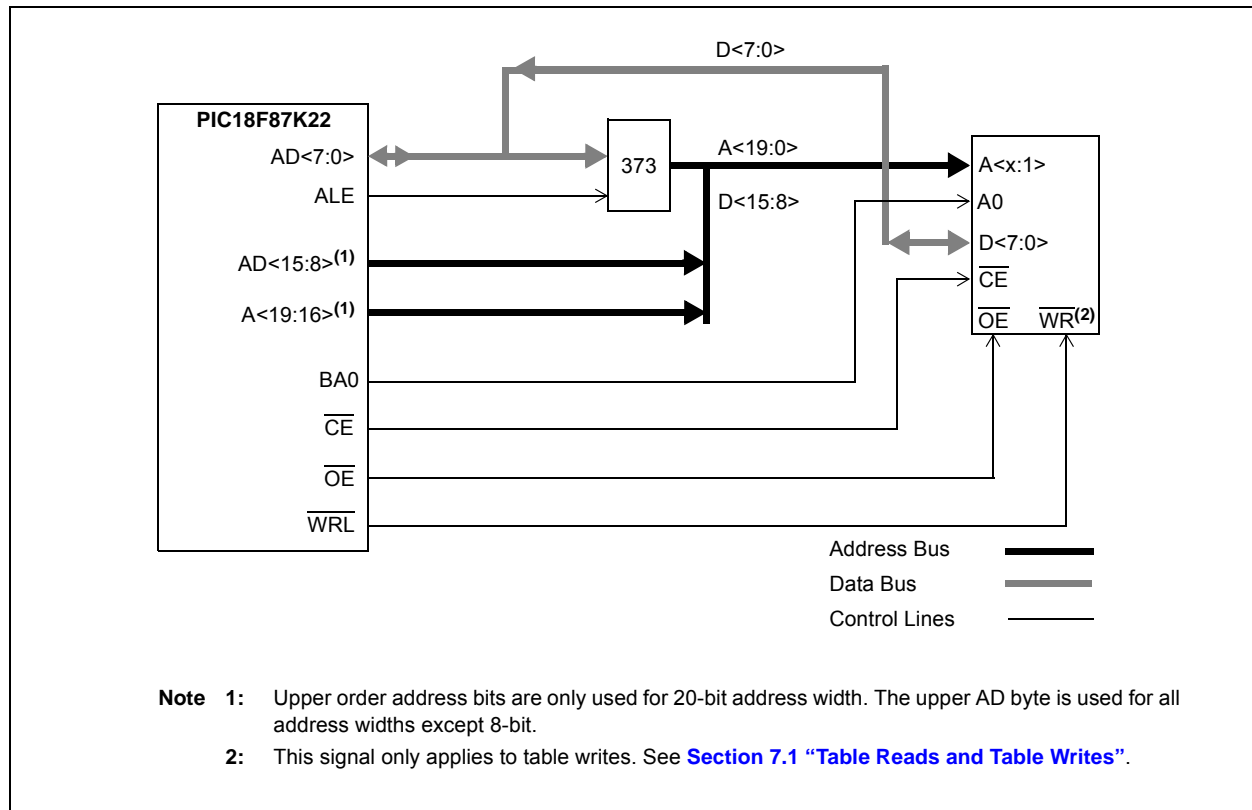 D<7:0>
PIC18F87K22
AD<7:0>
373
A<19:0>
A<x:1>
ALE
D<15:8>
A0
D<7:0>
AD<15:8>(1)
CE
A<19:16>(1)
OE WR(2)
BA0
CE
OE
WRL
Address Bus
Data Bus
Control Lines
Note 1: Upper order address bits are only used for 20-bit address width. The upper AD byte is used for all
address widths except 8-bit.
2: This signal only applies to table writes. See Section 7.1 “Table Reads and Table Writes”.